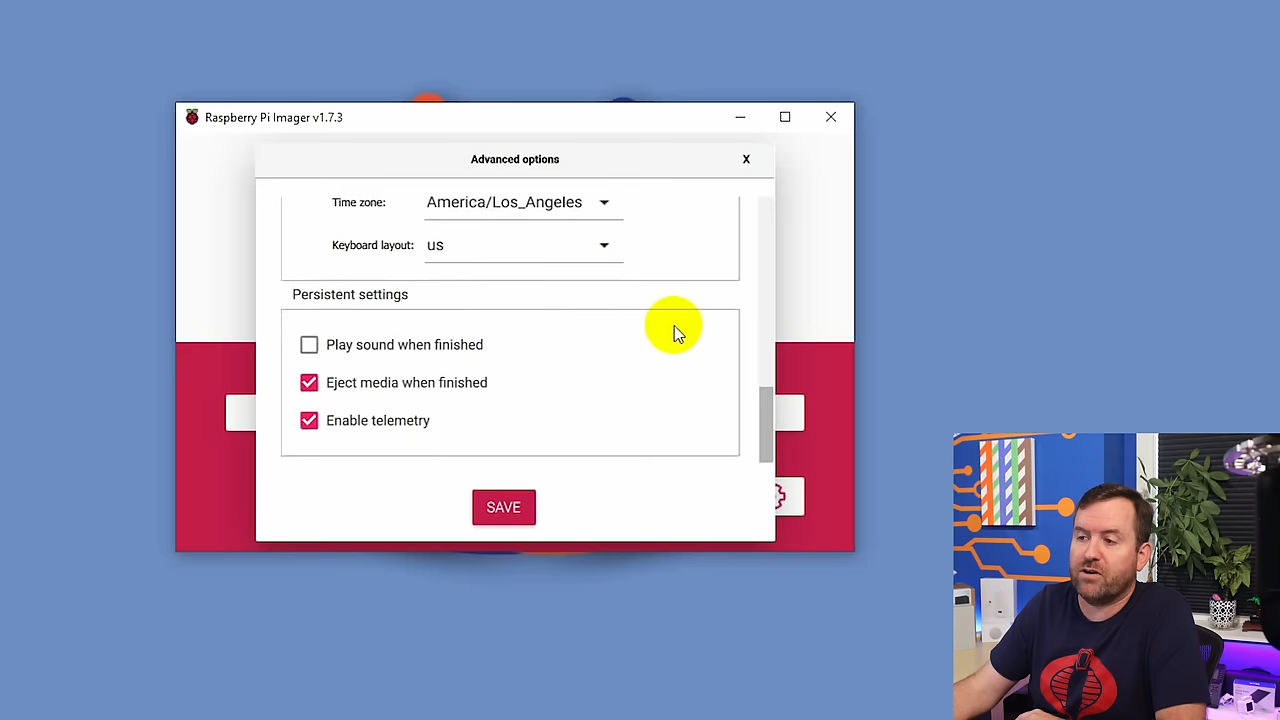 Raspberry Pi Imager v1.7.3
Advanced options
X
Time zone: America/Los_Angeles
Keyboard layout: us
Persistent settings
Play sound when finished
Eject media when finished
Enable telemetry
SAVE